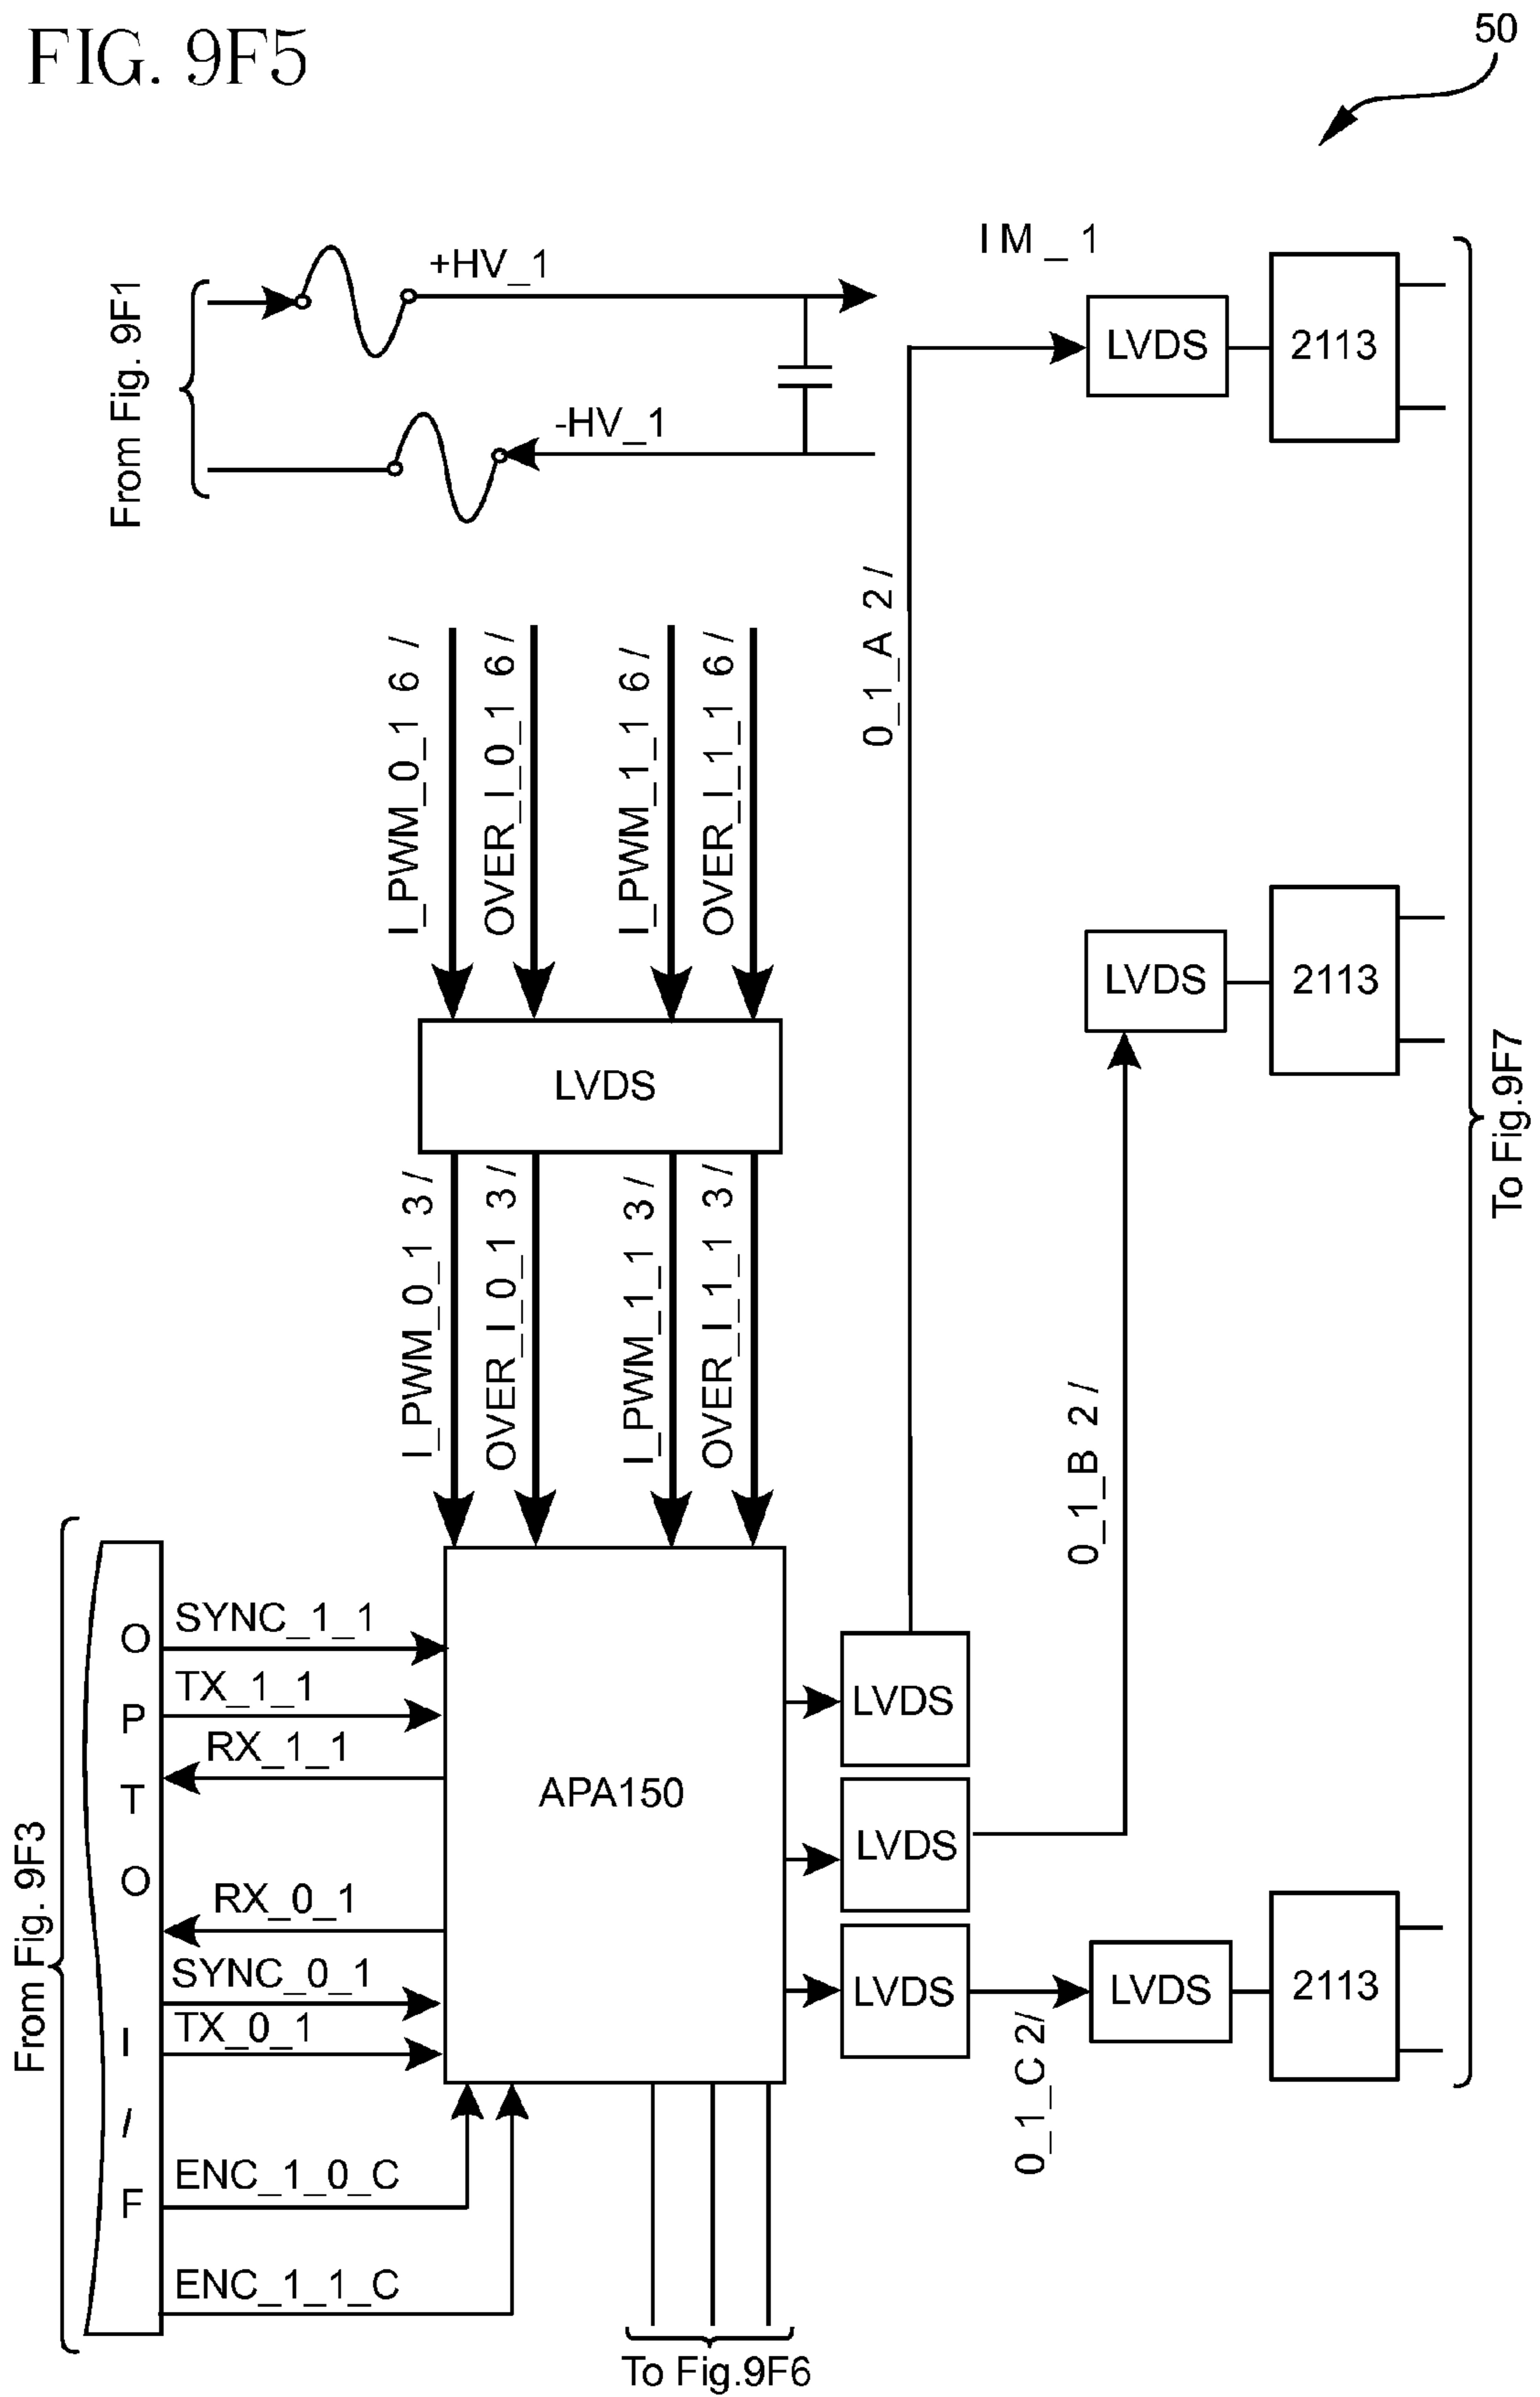 FIG. 9F5
50
From Fig. 9F1
+HV_1
-HV_1
IM_1
LVDS
2113
0_1_A 2/
I_PWM_0_1 6 /
OVER_I_0_1 6 /
I_PWM_1_1 6 /
OVER_I_1_1 6 /
LVDS
2113
LVDS
To Fig.9F7
I_PWM_0_1 3 /
OVER_I_0_1 3 /
I_PWM_1_1 3 /
OVER_I_1_1 3 /
0_1_B 2 /
From Fig. 9F3
OPTO I/F
SYNC_1_1
TX_1_1
RX_1_1
RX_0_1
SYNC_0_1
TX_0_1
ENC_1_0_C
ENC_1_1_C
APA150
LVDS
LVDS
LVDS
0_1_C 2/
LVDS
2113
To Fig.9F6